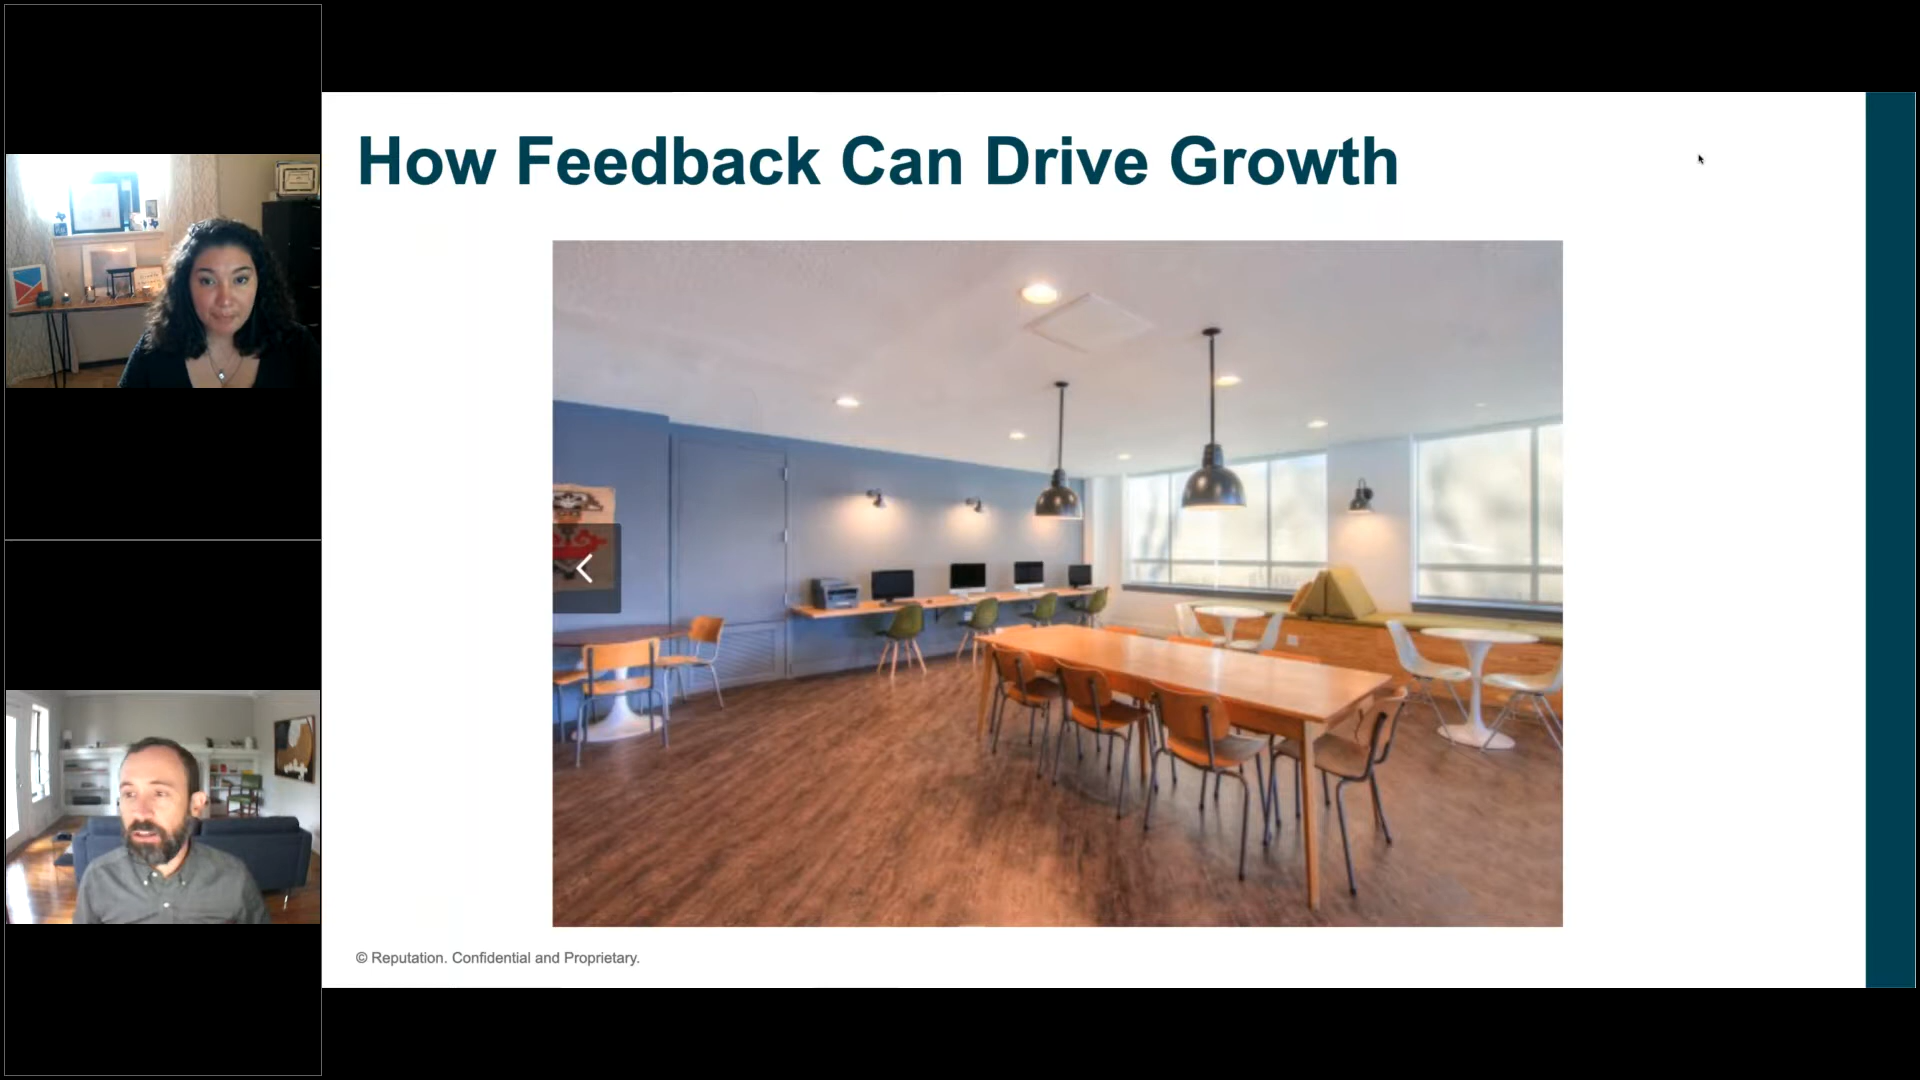 How Feedback Can Drive Growth
© Reputation. Confidential and Proprietary.